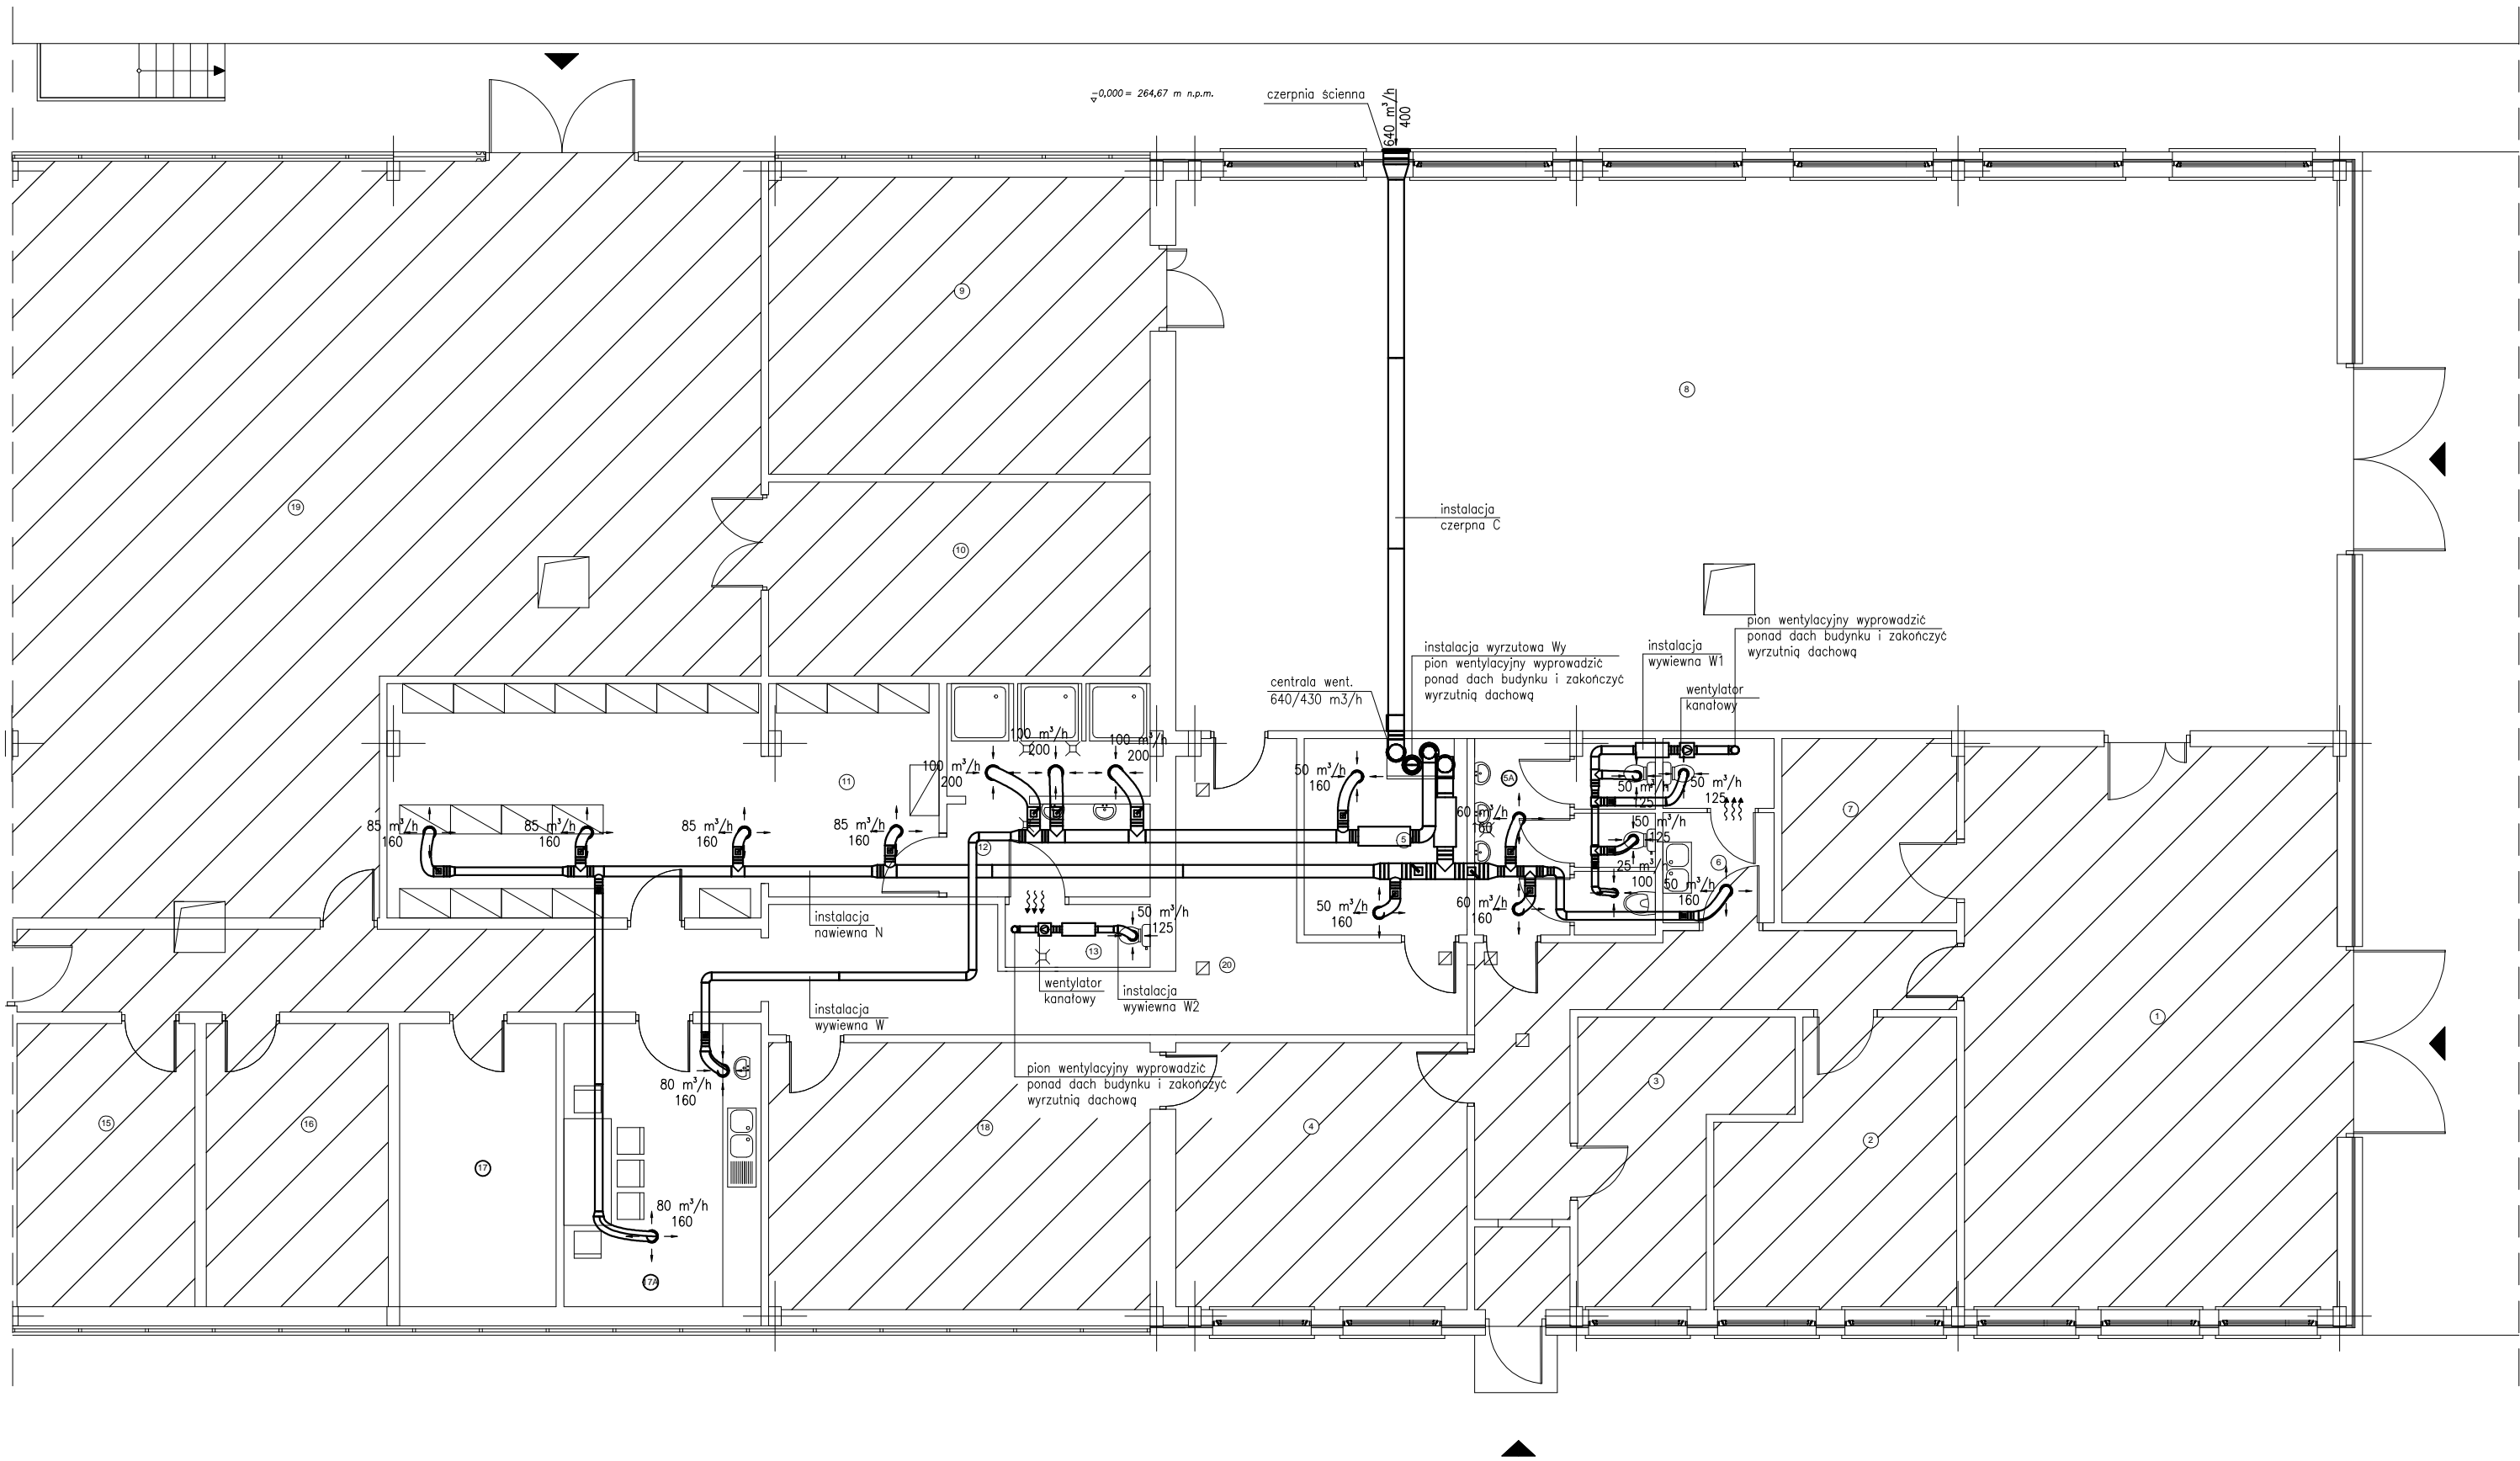 -0,000 = 264,67 m n.p.m.
czerpnia ścienna
640 m³/h
400
9
8
19
instalacja
czerpna C
10
pion wentylacyjny wyprowadzić
ponad dach budynku i zakończyć
wyrzutnią dachową
instalacja wyrzutowa Wy
pion wentylacyjny wyprowadzić
ponad dach budynku i zakończyć
wyrzutnią dachową
instalacja
wywiewna W1
centrala went.
640/430 m3/h
wentylator
kanałowy
100 m³/h
200
100 m³/h
200
100 m³/h
200
11
50 m³/h
160
5A
50 m³/h
125
50 m³/h
125
7
85 m³/h
160
85 m³/h
160
85 m³/h
160
85 m³/h
160
12
5
60 m³/h
160
50 m³/h
125
6
25 m³/h
100
50 m³/h
160
instalacja
nawiewna N
50 m³/h
125
50 m³/h
160
60 m³/h
160
13
20
wentylator
kanałowy
instalacja
wywiewna W2
instalacja
wywiewna W
1
pion wentylacyjny wyprowadzić
ponad dach budynku i zakończyć
wyrzutnią dachową
80 m³/h
160
3
15
16
18
4
2
17
80 m³/h
160
17A